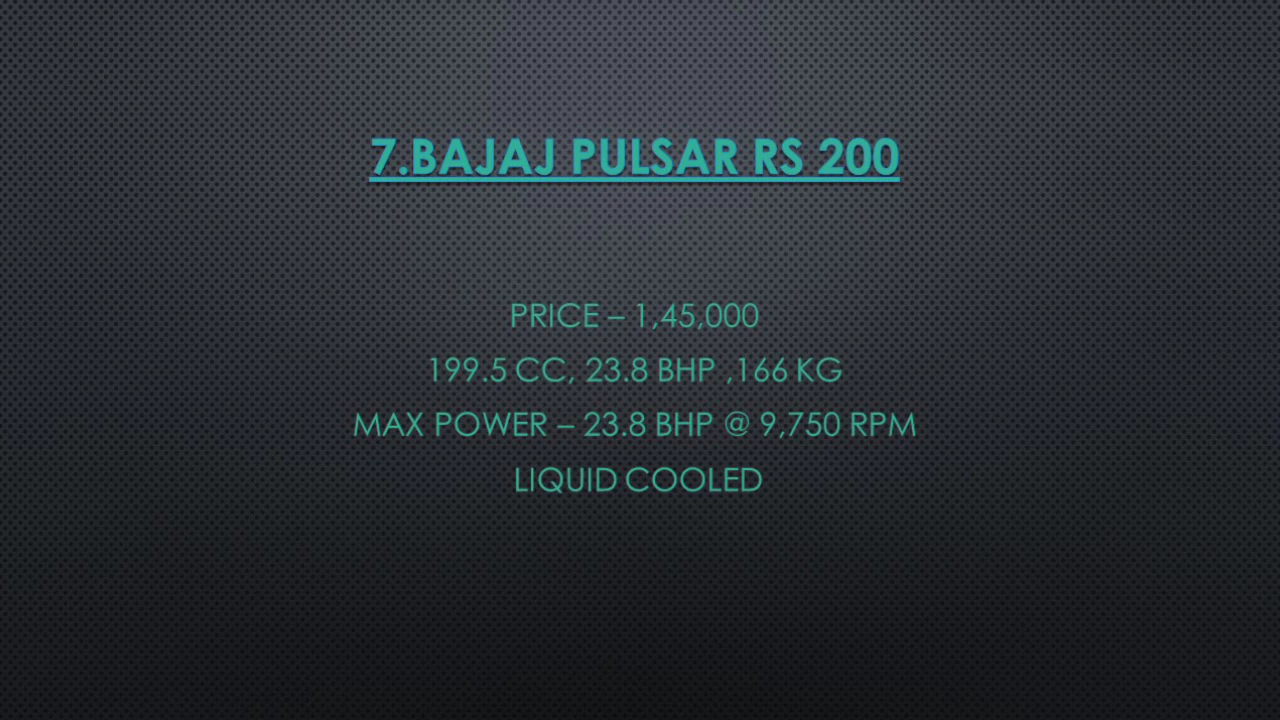 7.BAJAJ PULSAR RS 200
PRICE – 1,45,000
199.5 CC, 23.8 BHP ,166 KG
MAX POWER – 23.8 BHP @ 9,750 RPM
LIQUID COOLED